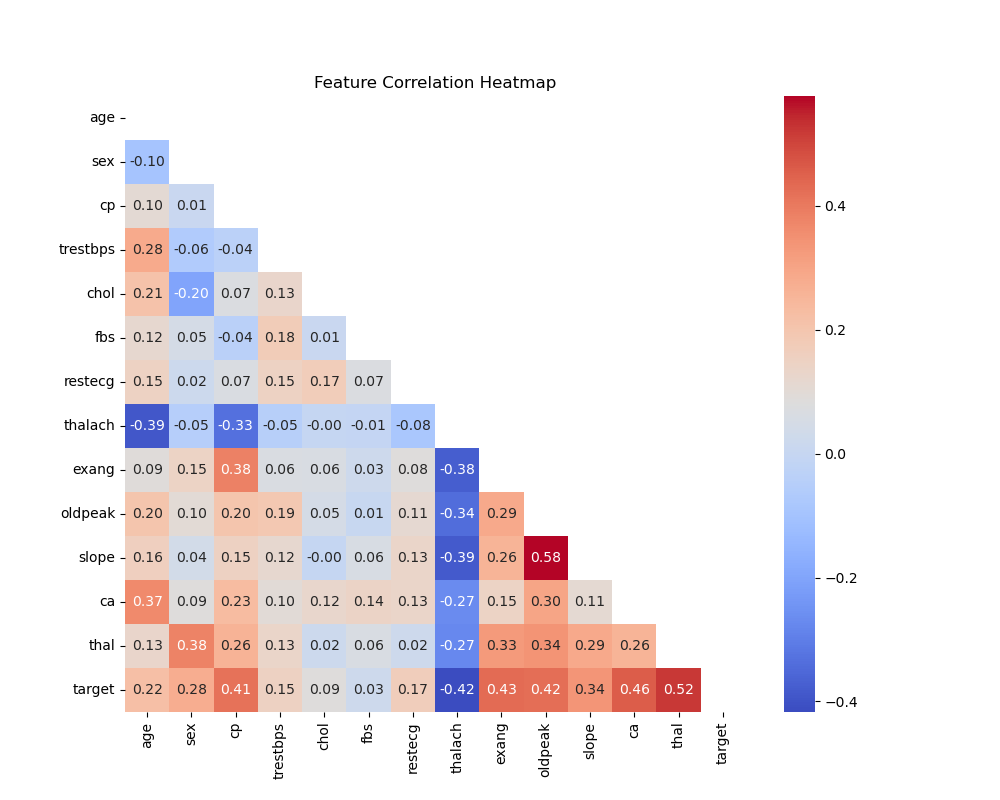 Feature Correlation Heatmap
age
sex -0.10
cp 0.10 0.01
trestbps 0.28 -0.06 -0.04
chol 0.21 -0.20 0.07 0.13
fbs 0.12 0.05 -0.04 0.18 0.01
restecg 0.15 0.02 0.07 0.15 0.17 0.07
thalach -0.39 -0.05 -0.33 -0.05 -0.00 -0.01 -0.08
exang 0.09 0.15 0.38 0.06 0.06 0.03 0.08 -0.38
oldpeak 0.20 0.10 0.20 0.19 0.05 0.01 0.11 -0.34 0.29
slope 0.16 0.04 0.15 0.12 -0.00 0.06 0.13 -0.39 0.26 0.58
ca 0.37 0.09 0.23 0.10 0.12 0.14 0.13 -0.27 0.15 0.30 0.11
thal 0.13 0.38 0.26 0.13 0.02 0.06 0.02 -0.27 0.33 0.34 0.29 0.26
target 0.22 0.28 0.41 0.15 0.09 0.03 0.17 -0.42 0.43 0.42 0.34 0.46 0.52
age sex cp trestbps chol fbs restecg thalach exang oldpeak slope ca thal target
0.4
0.2
0.0
−0.2
−0.4